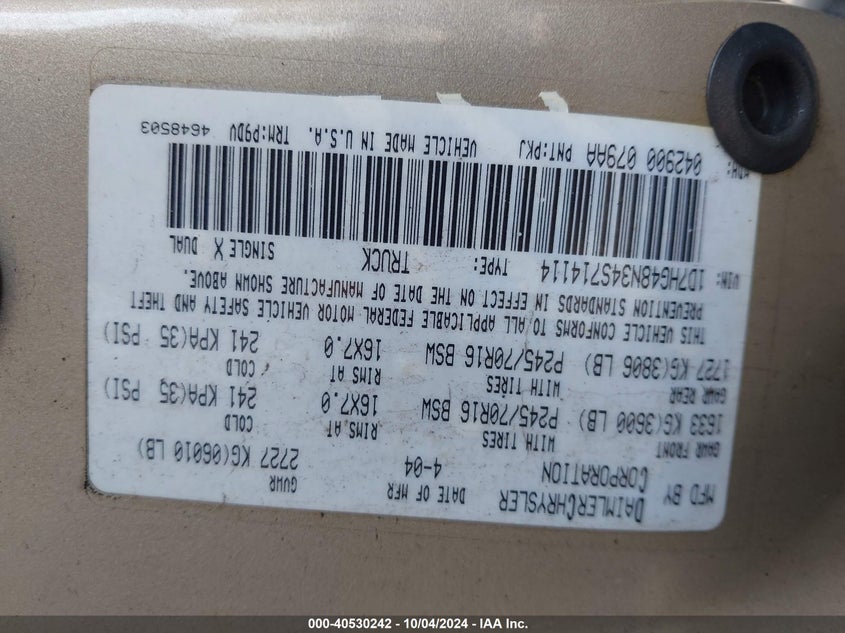 MFD BY DAIMLERCHRYSLER CORPORATION DATE OF MFR 4-04 GVWR 2727 KG(06010 LB)
GAWR FRONT WITH TIRES RIMS AT COLD
1633 KG(3600 LB) P245/70R16 BSW 16X7.0 241 KPA(35 PSI)
GAWR REAR WITH TIRES RIMS AT COLD
1727 KG(3806 LB) P245/70R16 BSW 16X7.0 241 KPA(35 PSI)
THIS VEHICLE CONFORMS TO ALL APPLICABLE FEDERAL MOTOR VEHICLE SAFETY AND THEFT
PREVENTION STANDARDS IN EFFECT ON THE DATE OF MANUFACTURE SHOWN ABOVE.
VIN: 1D7HG48N34S714114 TYPE: TRUCK SINGLE X DUAL
MDH: 042900 079AA PNT:PKJ VEHICLE MADE IN U.S.A. TRM:P9DV 4648503
000-40530242 - 10/04/2024 - IAA Inc.